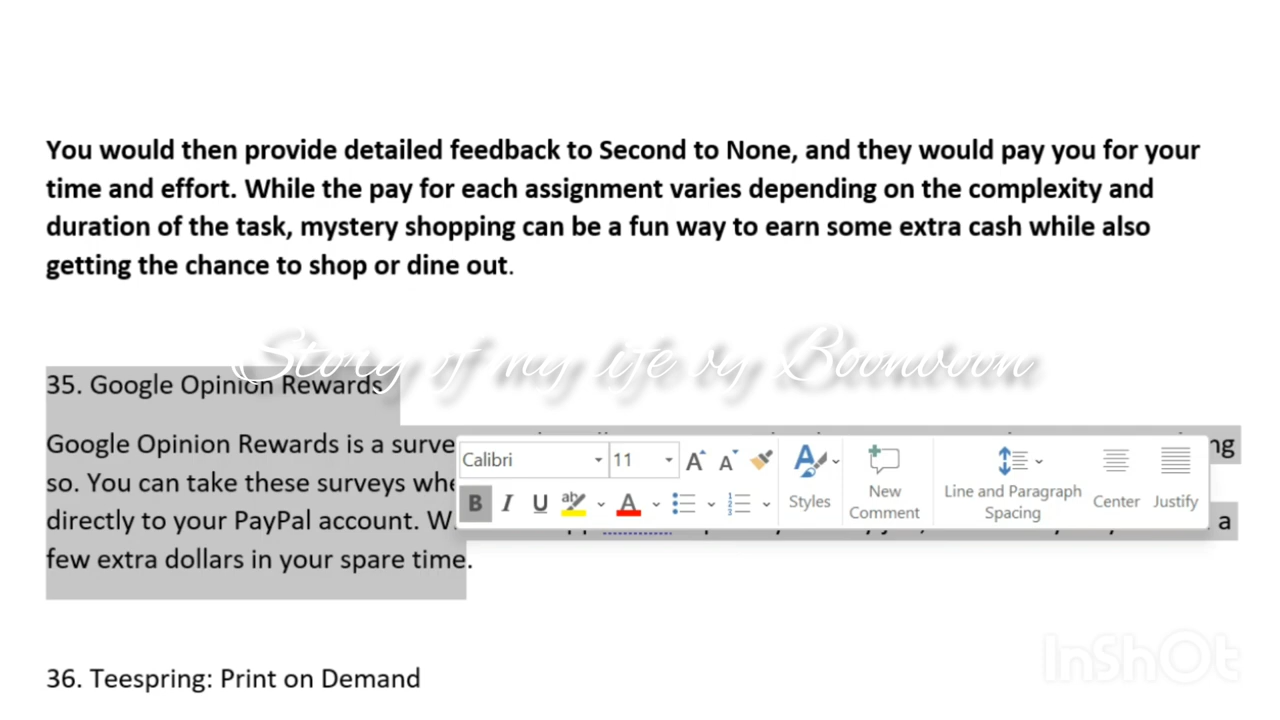 You would then provide detailed feedback to Second to None, and they would pay you for your
time and effort. While the pay for each assignment varies depending on the complexity and
duration of the task, mystery shopping can be a fun way to earn some extra cash while also
getting the chance to shop or dine out.
Story of my life by Boonvoon
35. Google Opinion Rewards
Google Opinion Rewards is a
so. You can take these surveys
directly to your PayPal account.
few extra dollars in your spare time.
Calibri 11
Styles
New
Comment
Line and Paragraph
Spacing
Center
Justify
a
36. Teespring: Print on Demand
InShOt